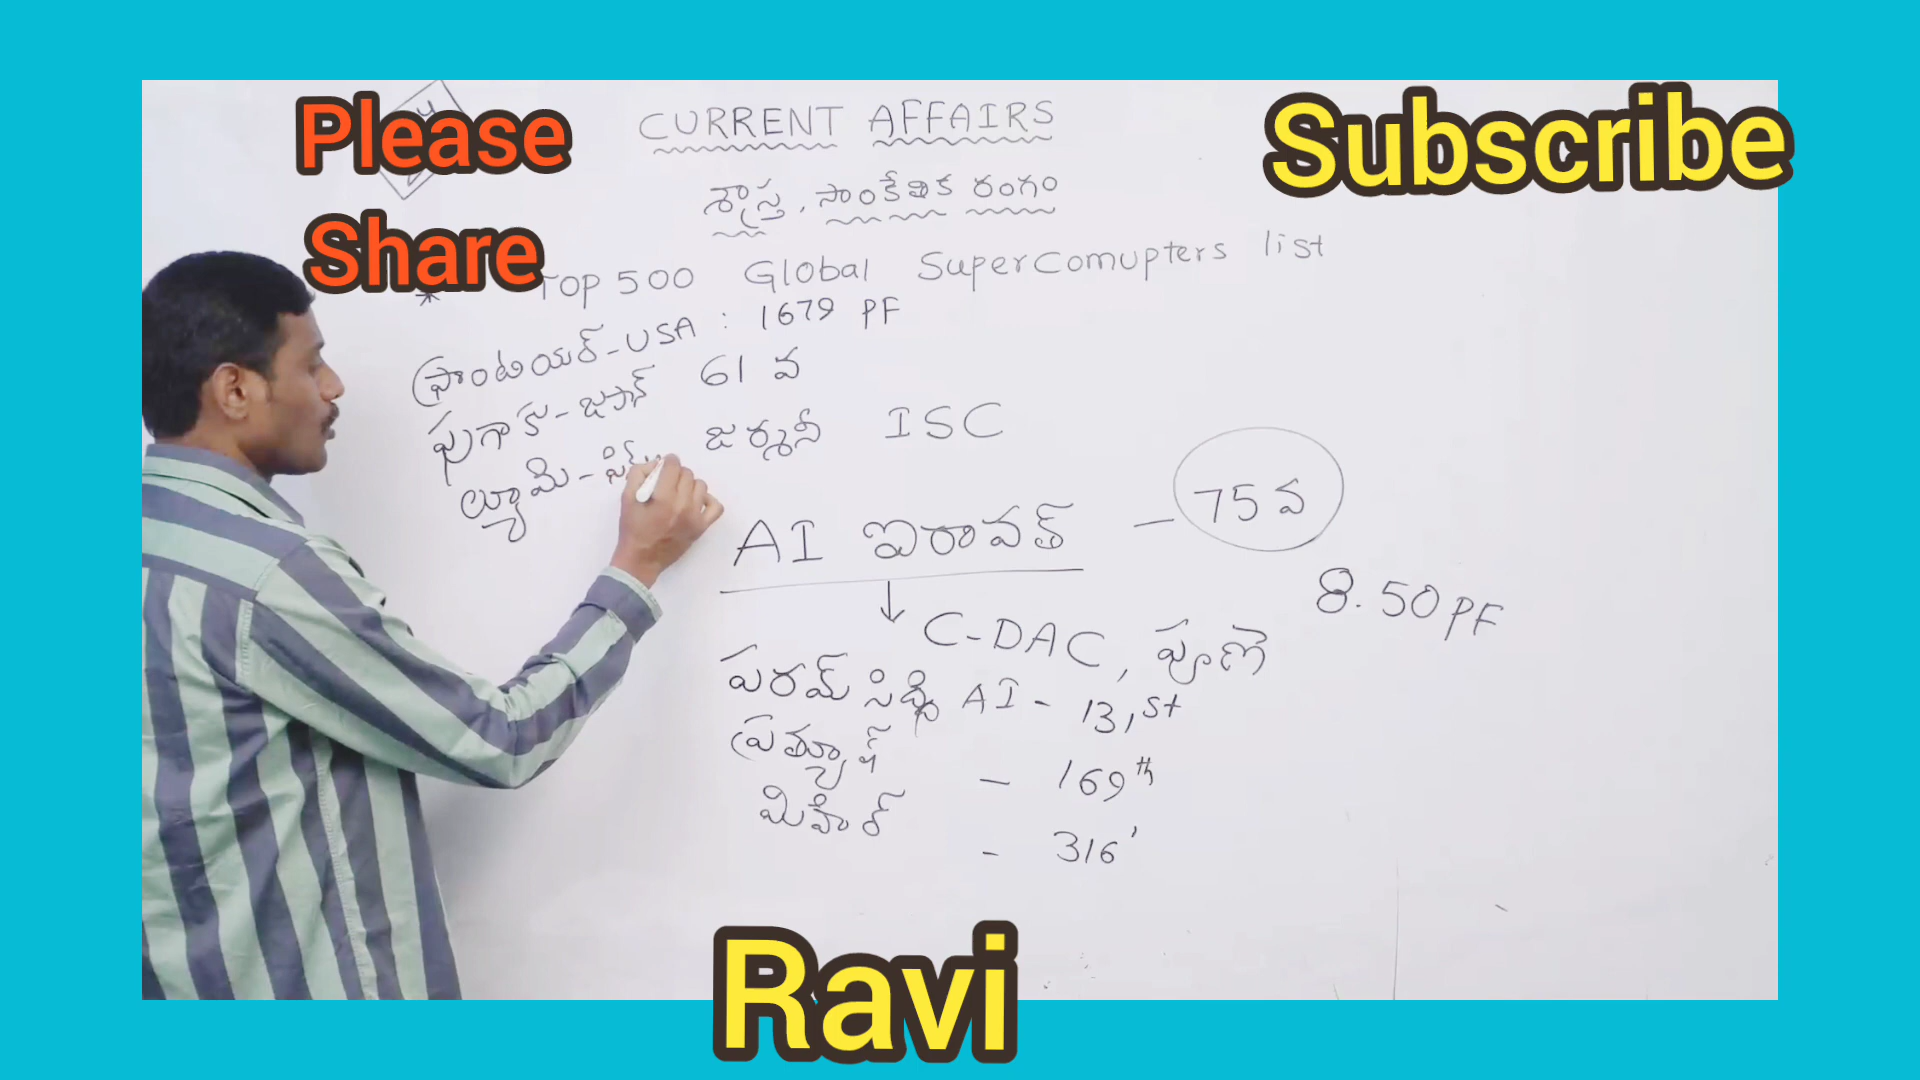 Please
Share
Subscribe
CURRENT AFFAIRS
శాస్త్ర, సాంకేతిక రంగం
* Top 500 Global Supercomupters list
ఫ్రాంటియర్ - USA : 1679 PF
ఫుగాకు - జపాన్ 61 వ
ల్యూమి - జర్మనీ ISC
AI ఐరావత్ - 75 వ
8.50 PF
↓ C-DAC, పూణె
పరమ్ సిద్ధి AI - 131st
ప్రత్యూష్ - 169th
మిహిర్ - 316'
Ravi